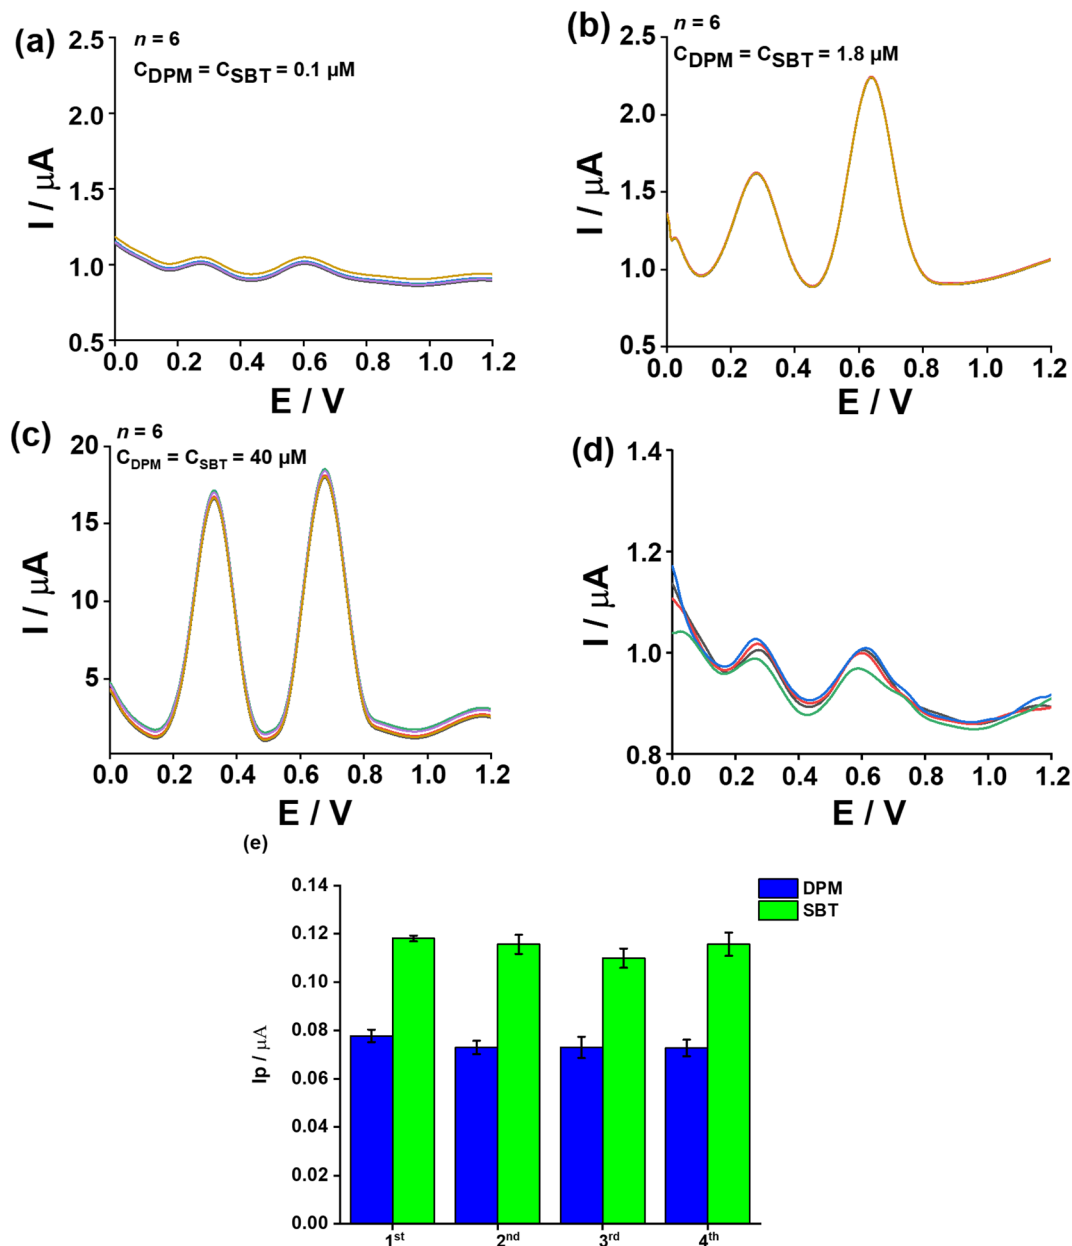 (a)
n = 6
C_DPM = C_SBT = 0.1 μM
2.5
2.0
1.5
1.0
0.5
I / μA
0.0 0.2 0.4 0.6 0.8 1.0 1.2
E / V
(b)
n = 6
C_DPM = C_SBT = 1.8 μM
2.5
2.0
1.5
1.0
0.5
I / μA
0.0 0.2 0.4 0.6 0.8 1.0 1.2
E / V
(c)
n = 6
C_DPM = C_SBT = 40 μM
20
15
10
5
I / μA
0.0 0.2 0.4 0.6 0.8 1.0 1.2
E / V
(d)
1.4
1.2
1.0
0.8
I / μA
0.0 0.2 0.4 0.6 0.8 1.0 1.2
E / V
(e)
DPM
SBT
0.14
0.12
0.10
0.08
0.06
0.04
0.02
0.00
Ip / μA
1st 2nd 3rd 4th